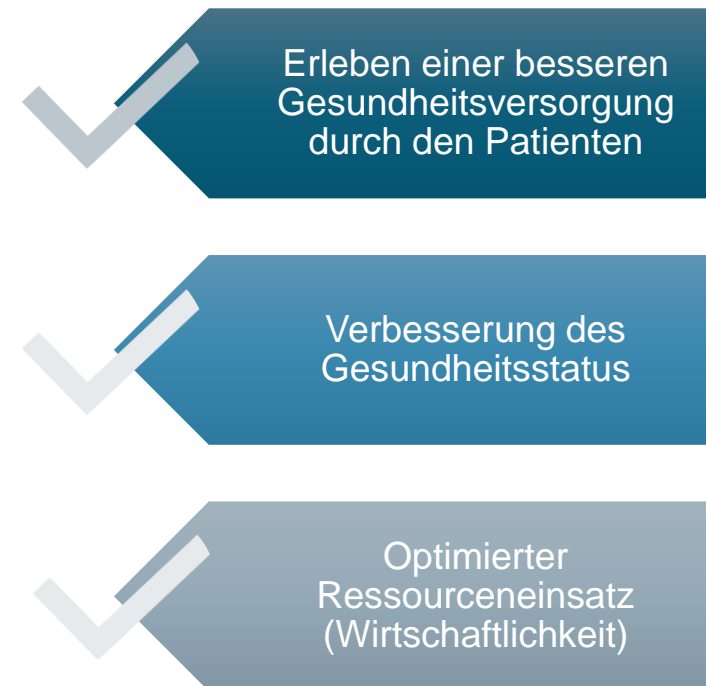 Erleben einer besseren
Gesundheitsversorgung
durch den Patienten
Verbesserung des
Gesundheitsstatus
Optimierter
Ressourceneinsatz
(Wirtschaftlichkeit)